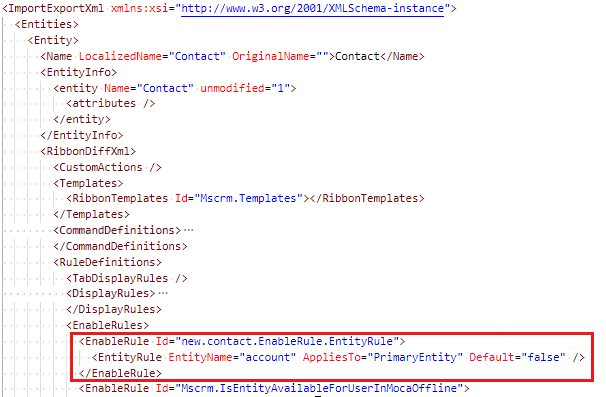 <ImportExportXml xmlns:xsi="http://www.w3.org/2001/XMLSchema-instance">
<Entities>
<Entity>
<Name LocalizedName="Contact" OriginalName="">Contact</Name>
<EntityInfo>
<entity Name="Contact" unmodified="1">
<attributes />
</entity>
</EntityInfo>
<RibbonDiffXml>
<CustomActions />
<Templates>
<RibbonTemplates Id="Mscrm.Templates"></RibbonTemplates>
</Templates>
<CommandDefinitions>…
</CommandDefinitions>
<RuleDefinitions>
<TabDisplayRules />
<DisplayRules>…
</DisplayRules>
<EnableRules>
<EnableRule Id="new.contact.EnableRule.EntityRule">
<EntityRule EntityName="account" AppliesTo="PrimaryEntity" Default="false" />
</EnableRule>
<EnableRule Id="Mscrm.IsEntityAvailableForUserInMocaOffline">